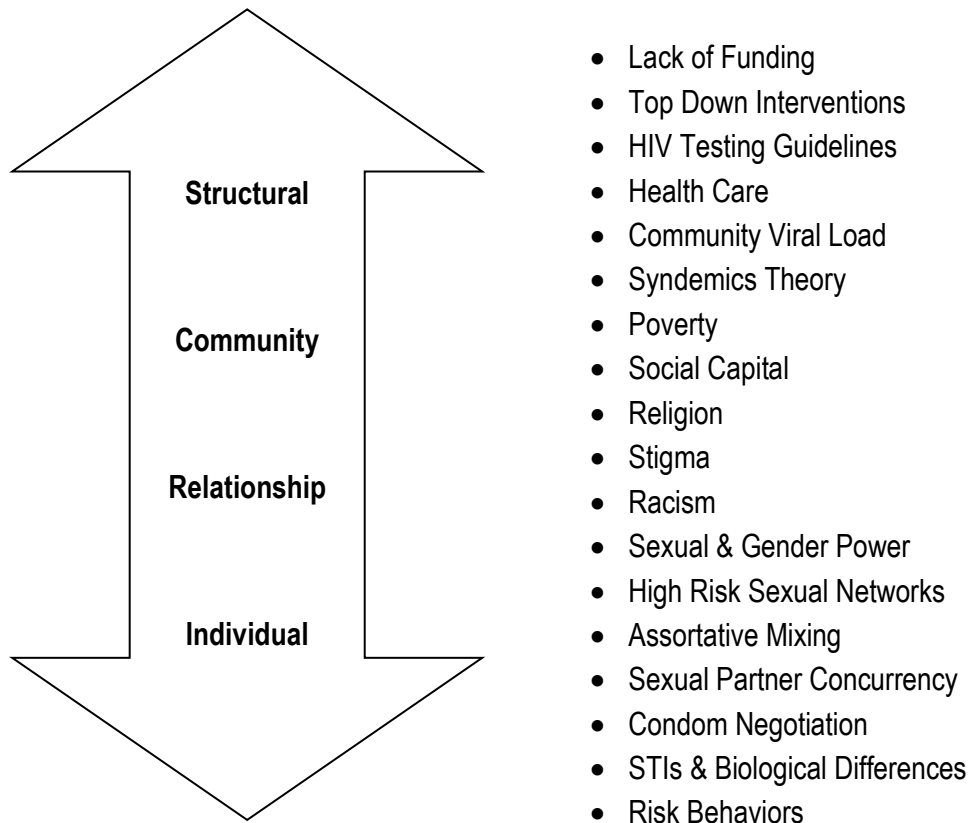 Structural
Community
Relationship
Individual
• Lack of Funding
• Top Down Interventions
• HIV Testing Guidelines
• Health Care
• Community Viral Load
• Syndemics Theory
• Poverty
• Social Capital
• Religion
• Stigma
• Racism
• Sexual & Gender Power
• High Risk Sexual Networks
• Assortative Mixing
• Sexual Partner Concurrency
• Condom Negotiation
• STIs & Biological Differences
• Risk Behaviors